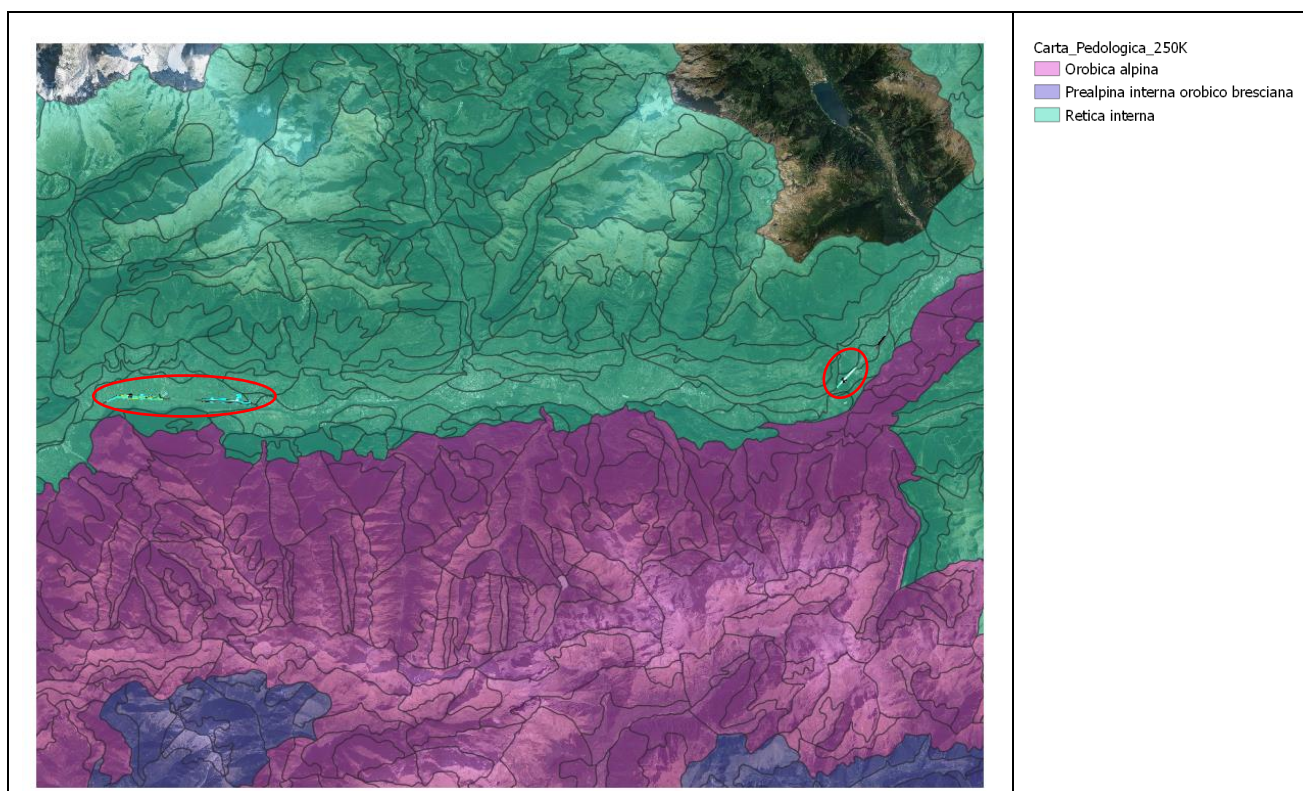 Carta_Pedologica_250K
Orobica alpina
Prealpina interna orobico bresciana
Retica interna